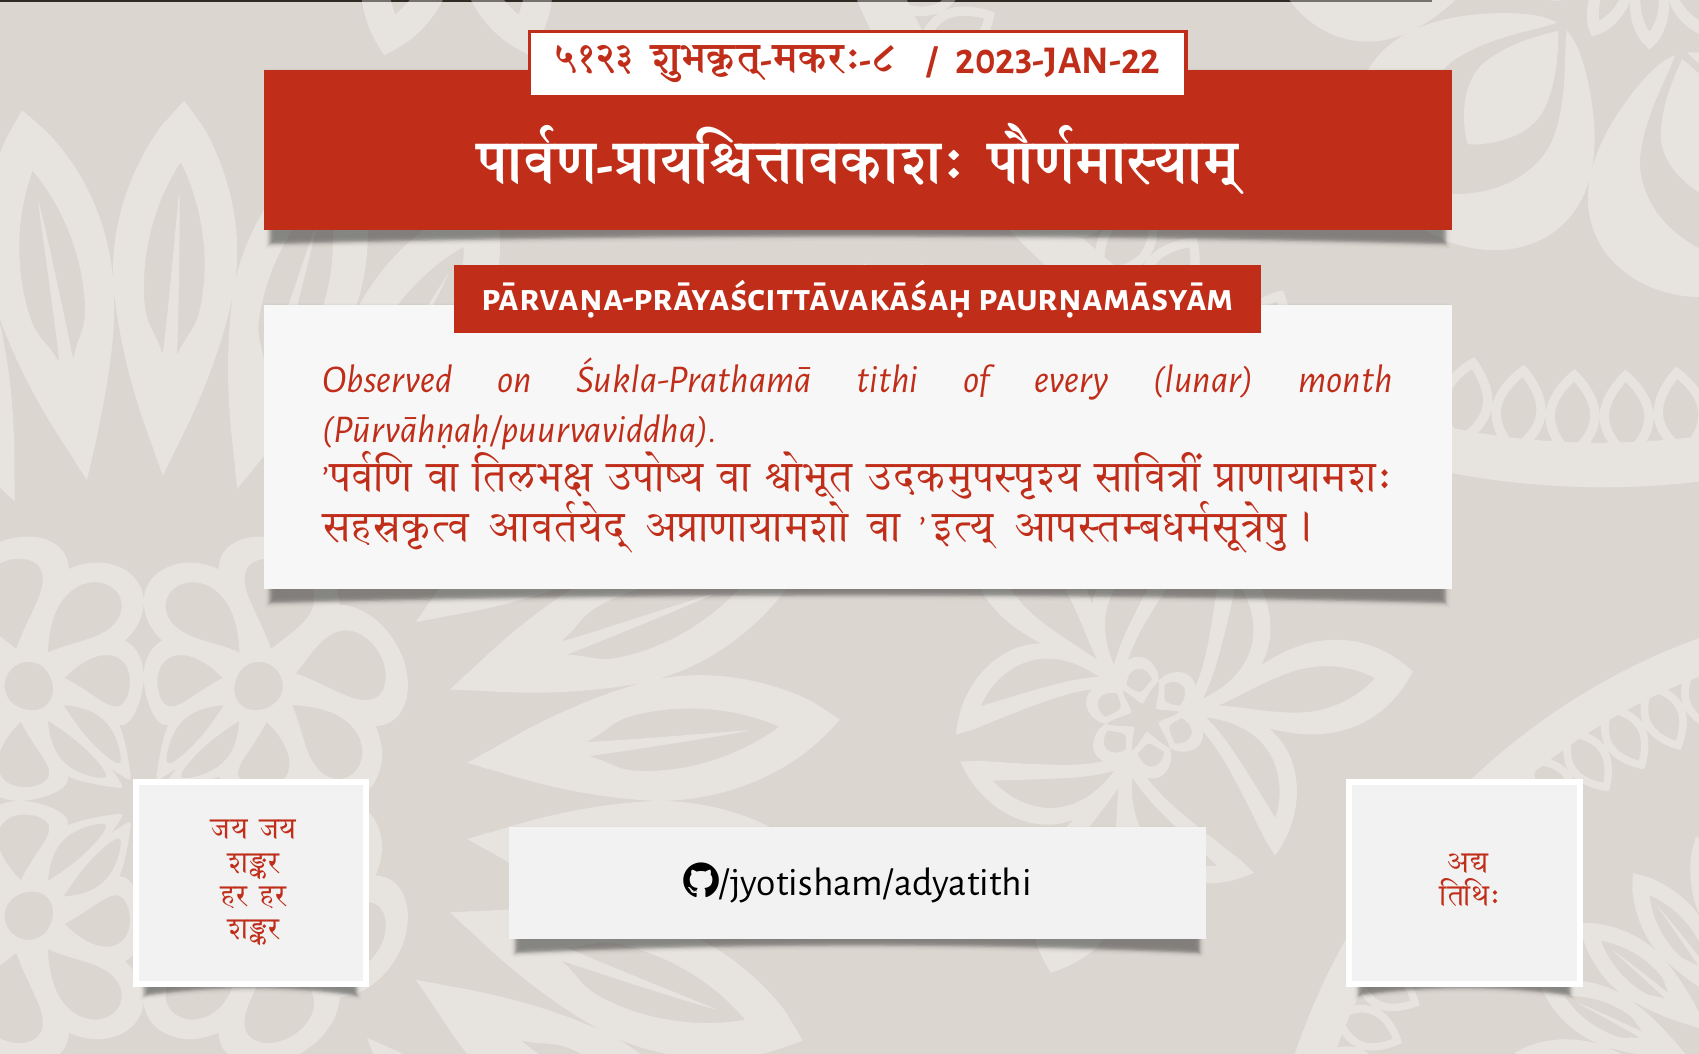 ५१२३ शुभकृत्-मकरः-८ / 2023-JAN-22
पार्वण-प्रायश्चित्तावकाशः पौर्णमास्याम्
PĀRVAṆA-PRĀYAŚCITTĀVAKĀŚAḤ PAURṆAMĀSYĀM
Observed on Śukla-Prathamā tithi of every (lunar) month
(Pūrvāhṇaḥ/puurvaviddha).
'पर्वणि वा तिलभक्ष उपोष्य वा श्वोभूत उदकमुपस्पृश्य सावित्रीं प्राणायामशः
सहस्रकृत्व आवर्तयेद् अप्राणायामशो वा ' इत्य् आपस्तम्बधर्मसूत्रेषु ।
जय जय
शङ्कर
हर हर
शङ्कर
/jyotisham/adyatithi
अद्य
तिथिः